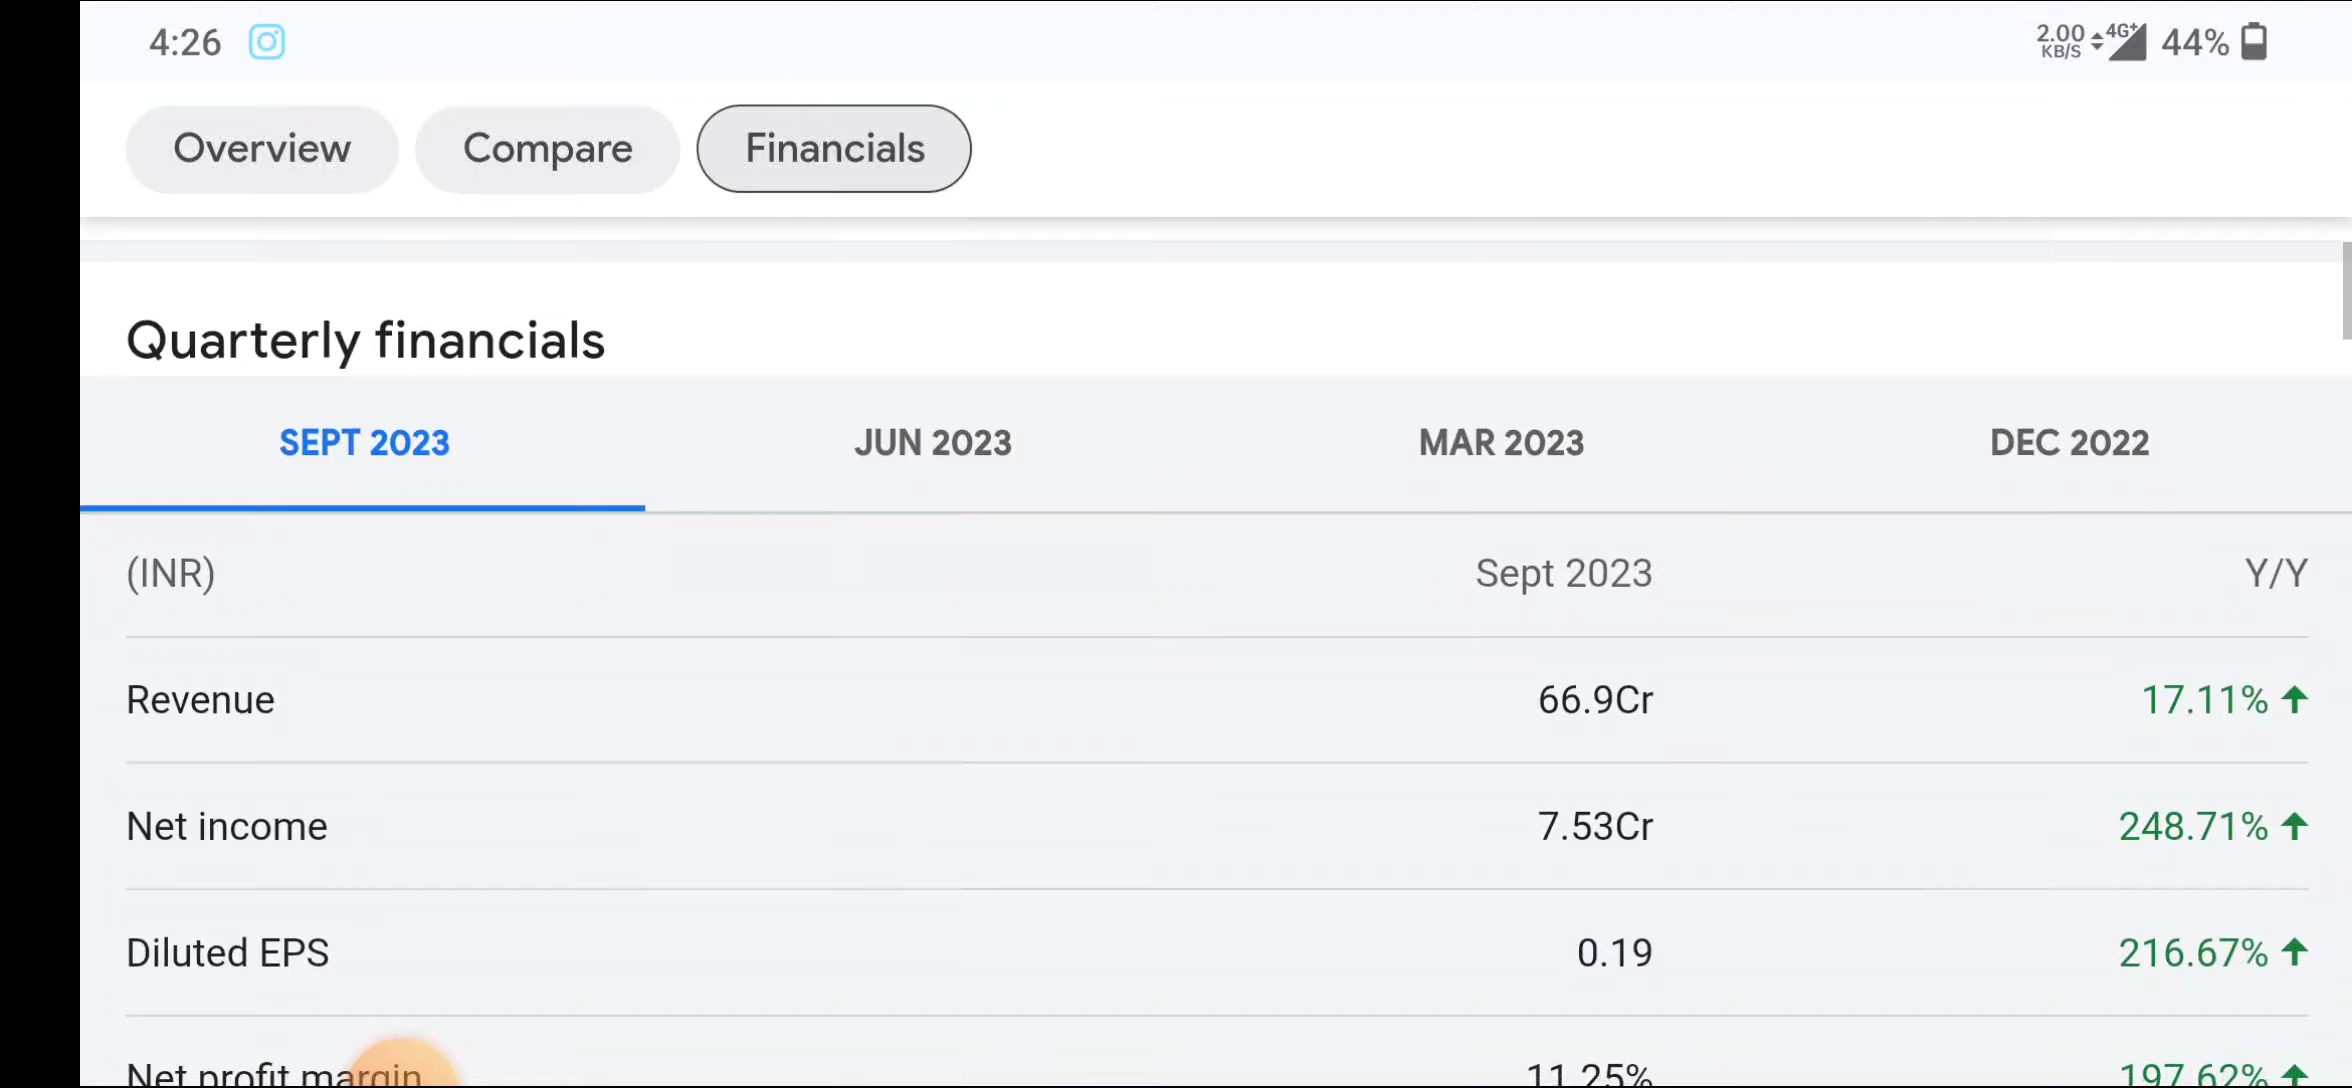 4:26 2.00 KB/S 4G+ 44%
Overview Compare Financials
Quarterly financials
SEPT 2023 JUN 2023 MAR 2023 DEC 2022
(INR) Sept 2023 Y/Y
Revenue 66.9Cr 17.11%
Net income 7.53Cr 248.71%
Diluted EPS 0.19 216.67%
Net profit margin 11.25% 197.62%